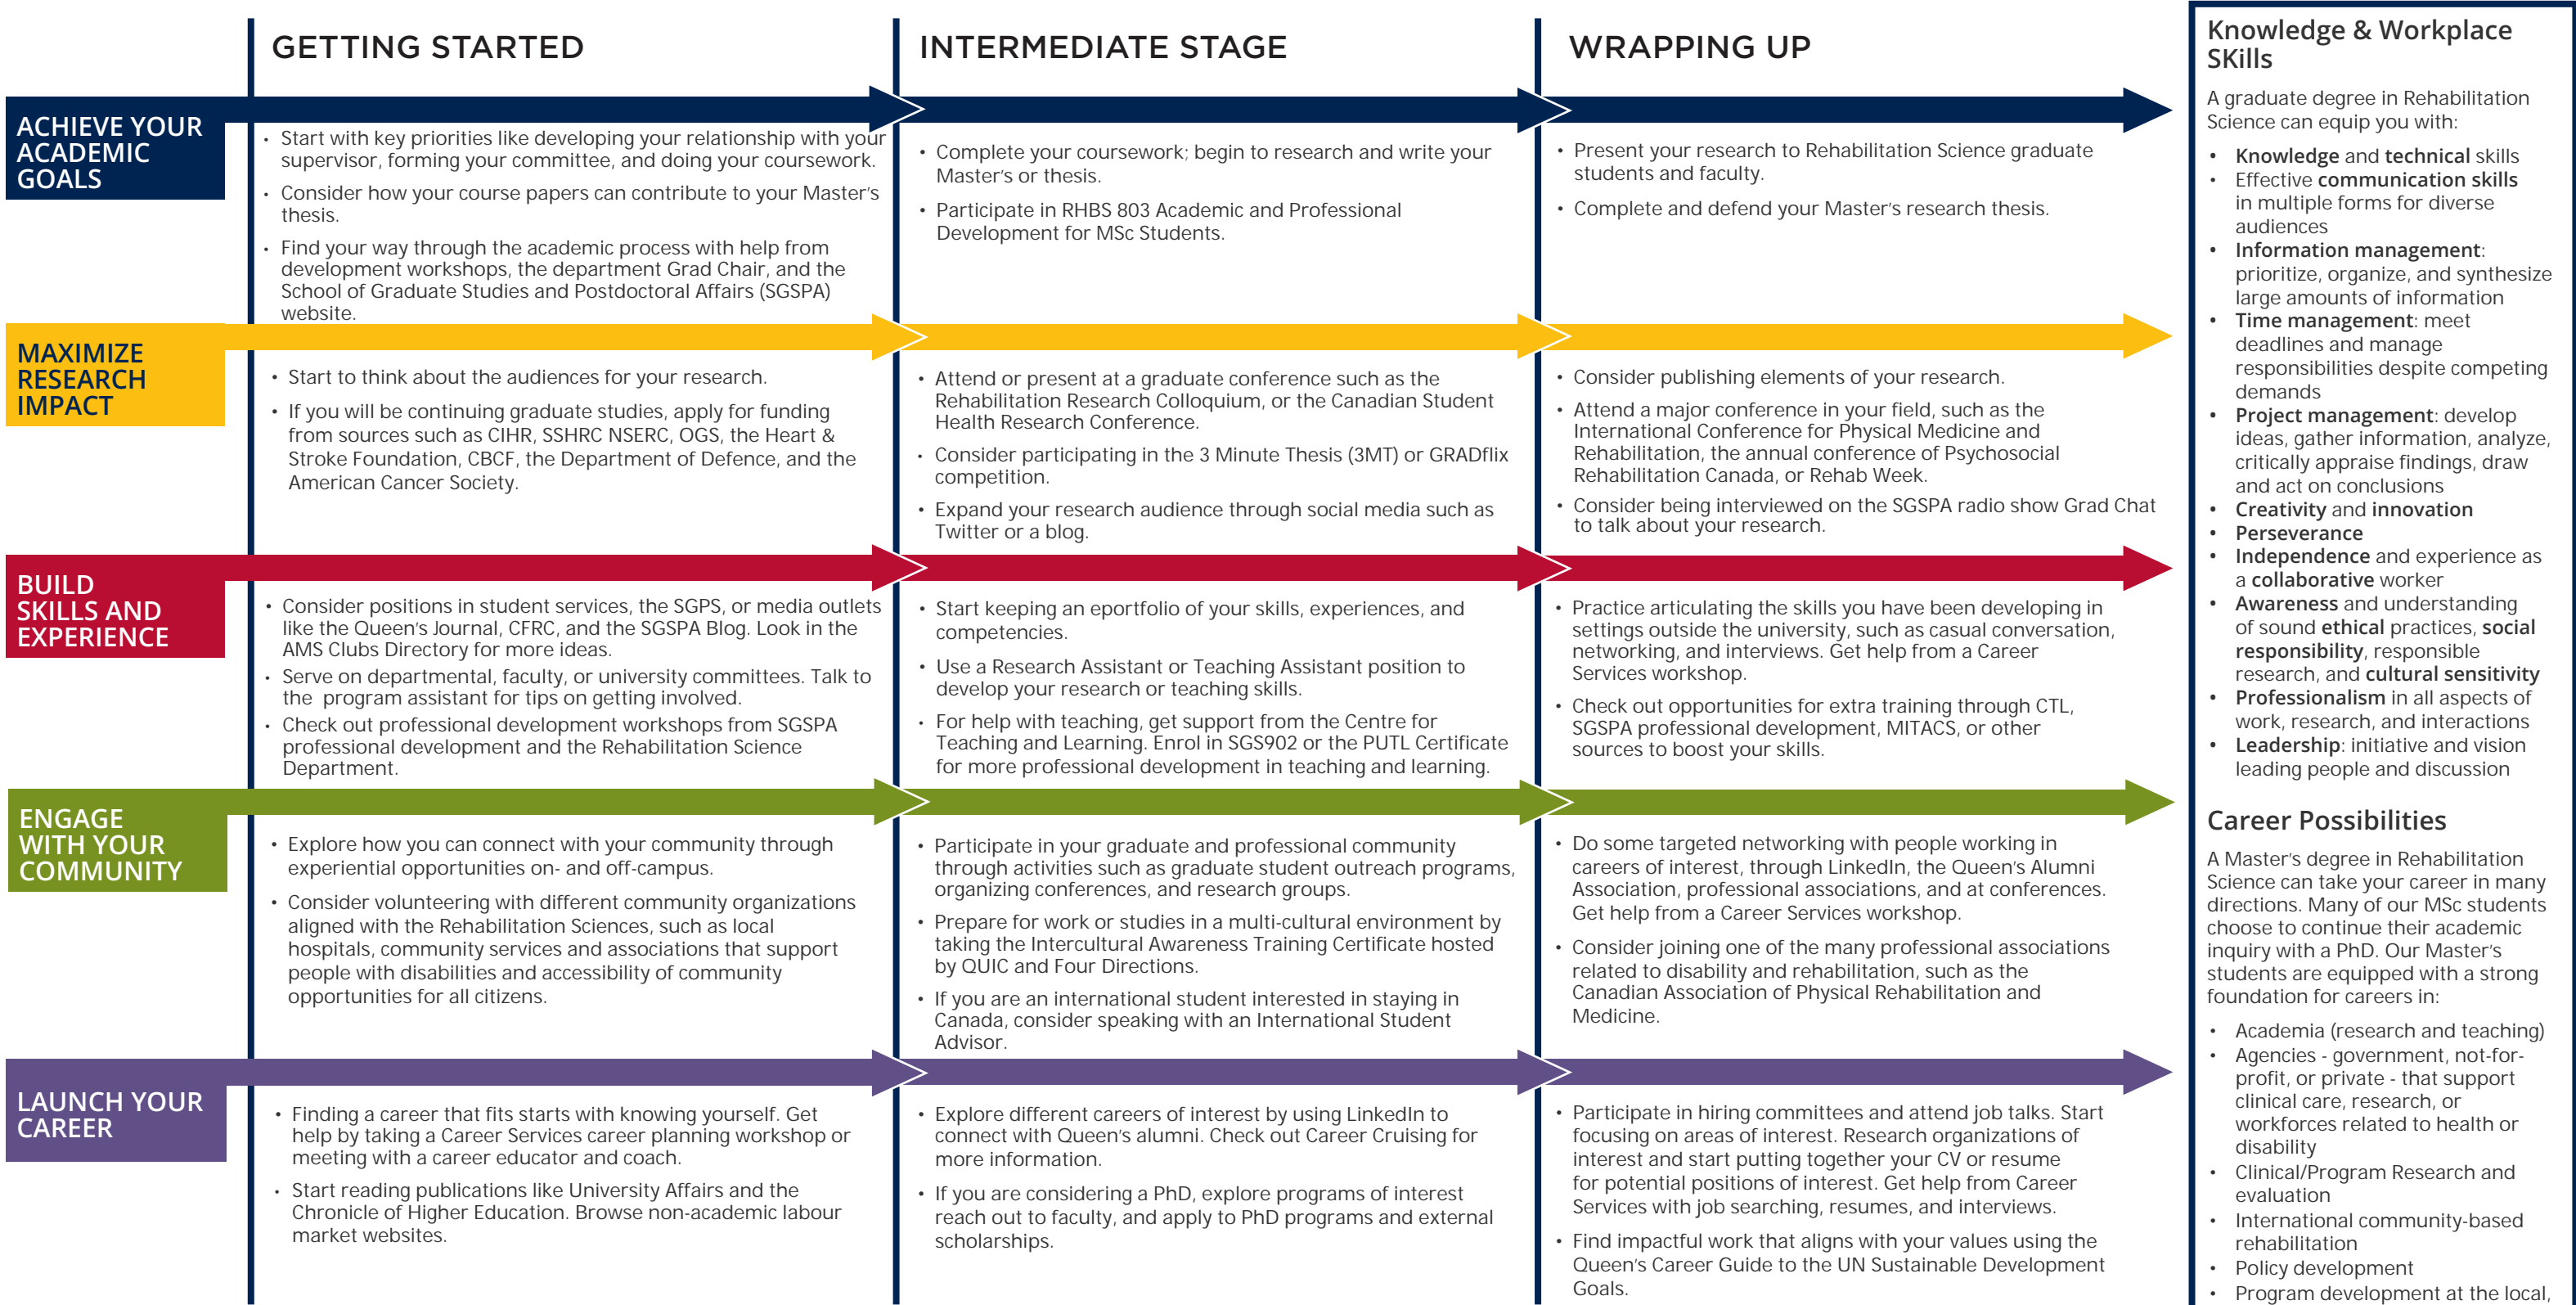 GETTING STARTED
INTERMEDIATE STAGE
WRAPPING UP
ACHIEVE YOUR
ACADEMIC
GOALS
• Start with key priorities like developing your relationship with your
supervisor, forming your committee, and doing your coursework.
• Consider how your course papers can contribute to your Master's
thesis.
• Find your way through the academic process with help from
development workshops, the department Grad Chair, and the
School of Graduate Studies and Postdoctoral Affairs (SGSPA)
website.
• Complete your coursework; begin to research and write your
Master's or thesis.
• Participate in RHBS 803 Academic and Professional
Development for MSc Students.
• Present your research to Rehabilitation Science graduate
students and faculty.
• Complete and defend your Master's research thesis.
MAXIMIZE
RESEARCH
IMPACT
• Start to think about the audiences for your research.
• If you will be continuing graduate studies, apply for funding
from sources such as CIHR, SSHRC NSERC, OGS, the Heart &
Stroke Foundation, CBCF, the Department of Defence, and the
American Cancer Society.
• Attend or present at a graduate conference such as the
Rehabilitation Research Colloquium, or the Canadian Student
Health Research Conference.
• Consider participating in the 3 Minute Thesis (3MT) or GRADflix
competition.
• Expand your research audience through social media such as
Twitter or a blog.
• Consider publishing elements of your research.
• Attend a major conference in your field, such as the
International Conference for Physical Medicine and
Rehabilitation, the annual conference of Psychosocial
Rehabilitation Canada, or Rehab Week.
• Consider being interviewed on the SGSPA radio show Grad Chat
to talk about your research.
BUILD
SKILLS AND
EXPERIENCE
• Consider positions in student services, the SGPS, or media outlets
like the Queen's Journal, CFRC, and the SGSPA Blog. Look in the
AMS Clubs Directory for more ideas.
• Serve on departmental, faculty, or university committees. Talk to
the program assistant for tips on getting involved.
• Check out professional development workshops from SGSPA
professional development and the Rehabilitation Science
Department.
• Start keeping an eportfolio of your skills, experiences, and
competencies.
• Use a Research Assistant or Teaching Assistant position to
develop your research or teaching skills.
• For help with teaching, get support from the Centre for
Teaching and Learning. Enrol in SGS902 or the PUTL Certificate
for more professional development in teaching and learning.
• Practice articulating the skills you have been developing in
settings outside the university, such as casual conversation,
networking, and interviews. Get help from a Career
Services workshop.
• Check out opportunities for extra training through CTL,
SGSPA professional development, MITACS, or other
sources to boost your skills.
ENGAGE
WITH YOUR
COMMUNITY
• Explore how you can connect with your community through
experiential opportunities on- and off-campus.
• Consider volunteering with different community organizations
aligned with the Rehabilitation Sciences, such as local
hospitals, community services and associations that support
people with disabilities and accessibility of community
opportunities for all citizens.
• Participate in your graduate and professional community
through activities such as graduate student outreach programs,
organizing conferences, and research groups.
• Prepare for work or studies in a multi-cultural environment by
taking the Intercultural Awareness Training Certificate hosted
by QUIC and Four Directions.
• If you are an international student interested in staying in
Canada, consider speaking with an International Student
Advisor.
• Do some targeted networking with people working in
careers of interest, through LinkedIn, the Queen's Alumni
Association, professional associations, and at conferences.
Get help from a Career Services workshop.
• Consider joining one of the many professional associations
related to disability and rehabilitation, such as the
Canadian Association of Physical Rehabilitation and
Medicine.
LAUNCH YOUR
CAREER
• Finding a career that fits starts with knowing yourself. Get
help by taking a Career Services career planning workshop or
meeting with a career educator and coach.
• Start reading publications like University Affairs and the
Chronicle of Higher Education. Browse non-academic labour
market websites.
• Explore different careers of interest by using LinkedIn to
connect with Queen's alumni. Check out Career Cruising for
more information.
• If you are considering a PhD, explore programs of interest
reach out to faculty, and apply to PhD programs and external
scholarships.
• Participate in hiring committees and attend job talks. Start
focusing on areas of interest. Research organizations of
interest and start putting together your CV or resume
for potential positions of interest. Get help from Career
Services with job searching, resumes, and interviews.
• Find impactful work that aligns with your values using the
Queen's Career Guide to the UN Sustainable Development
Goals.
Knowledge & Workplace
SKills
A graduate degree in Rehabilitation
Science can equip you with:
• Knowledge and technical skills
• Effective communication skills
in multiple forms for diverse
audiences
• Information management:
prioritize, organize, and synthesize
large amounts of information
• Time management: meet
deadlines and manage
responsibilities despite competing
demands
• Project management: develop
ideas, gather information, analyze,
critically appraise findings, draw
and act on conclusions
• Creativity and innovation
• Perseverance
• Independence and experience as
a collaborative worker
• Awareness and understanding
of sound ethical practices, social
responsibility, responsible
research, and cultural sensitivity
• Professionalism in all aspects of
work, research, and interactions
• Leadership: initiative and vision
leading people and discussion
Career Possibilities
A Master's degree in Rehabilitation
Science can take your career in many
directions. Many of our MSc students
choose to continue their academic
inquiry with a PhD. Our Master's
students are equipped with a strong
foundation for careers in:
• Academia (research and teaching)
• Agencies - government, not-for-
profit, or private - that support
clinical care, research, or
workforces related to health or
disability
• Clinical/Program Research and
evaluation
• International community-based
rehabilitation
• Policy development
• Program development at the local,